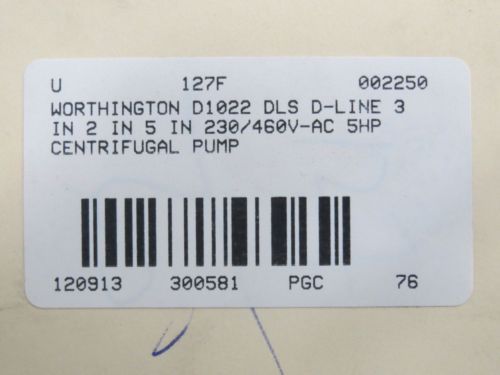 U 127F 002250
WORTHINGTON D1022 DLS D-LINE 3
IN 2 IN 5 IN 230/460V-AC 5HP
CENTRIFUGAL PUMP
120913 300581 PGC 76